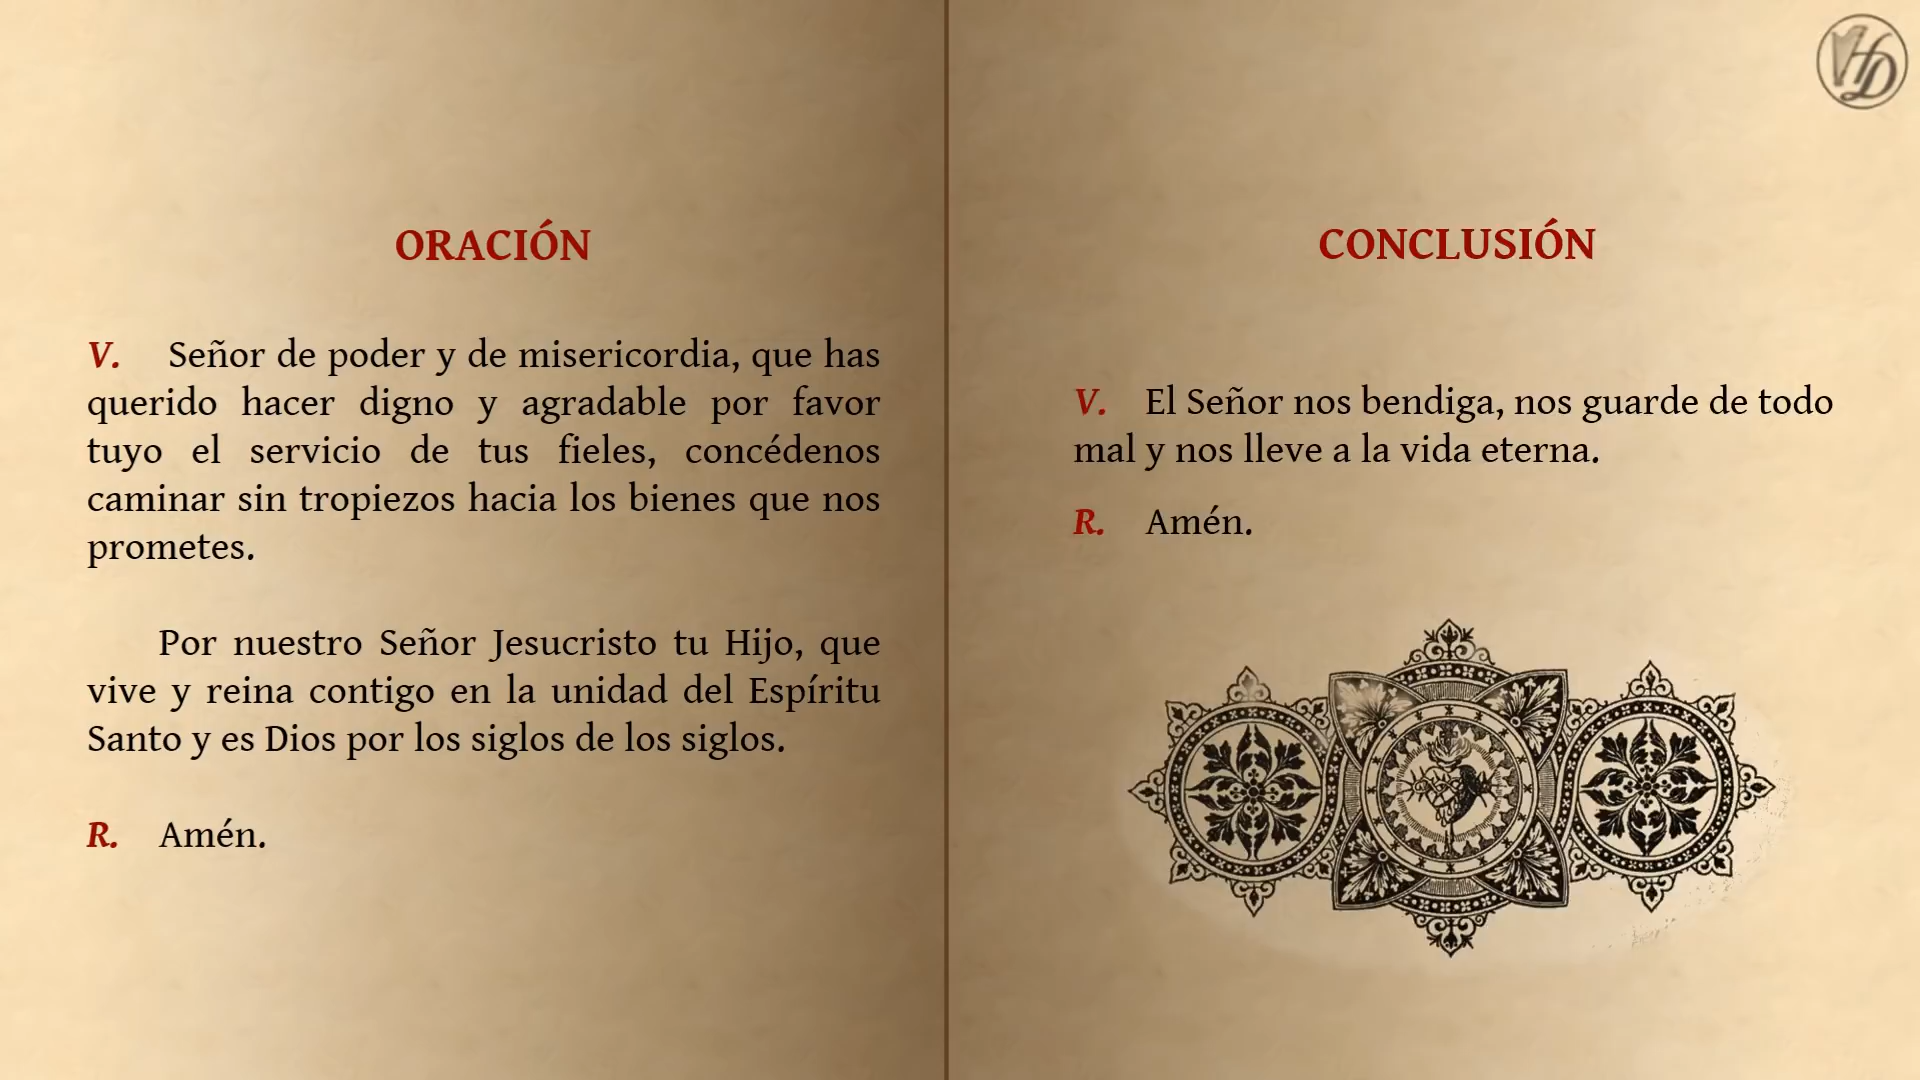 HD
ORACIÓN
V. Señor de poder y de misericordia, que has
querido hacer digno y agradable por favor
tuyo el servicio de tus fieles, concédenos
caminar sin tropiezos hacia los bienes que nos
prometes.
Por nuestro Señor Jesucristo tu Hijo, que
vive y reina contigo en la unidad del Espíritu
Santo y es Dios por los siglos de los siglos.
R. Amén.
CONCLUSIÓN
V. El Señor nos bendiga, nos guarde de todo
mal y nos lleve a la vida eterna.
R. Amén.